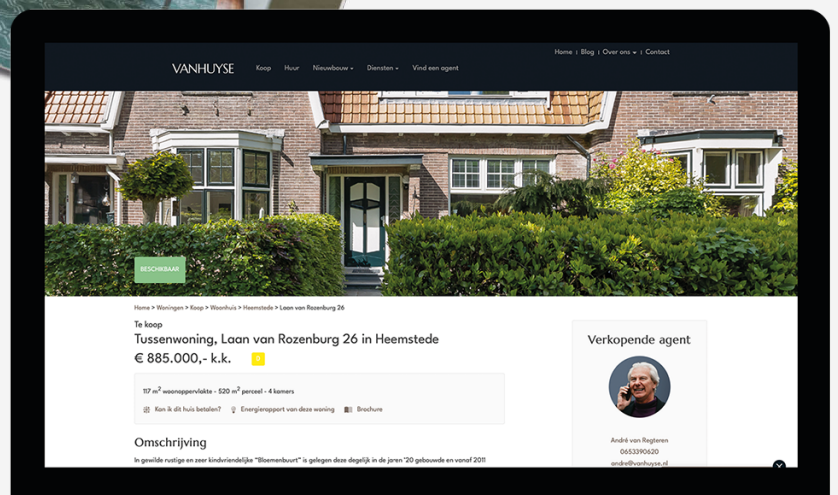 Home | Blog | Over ons | Contact
VANHUYSE Koop Huur Nieuwbouw Diensten Vind een agent
BESCHIKBAAR
Home > Woningen > Koop > Woonhuis > Heemstede > Laan van Rozenburg 26
Te koop
Tussenwoning, Laan van Rozenburg 26 in Heemstede
€ 885.000,- k.k.
117 m² woonoppervlakte - 520 m² perceel - 4 kamers
Kan ik dit huis betalen? Energierapport van deze woning Brochure
Omschrijving
In gewilde rustige en zeer kindvriendelijke “Bloemenbuurt” is gelegen deze degelijk in de jaren ’20 gebouwde en vanaf 2011
Verkopende agent
André van Regteren
0653390620
andre@vanhuyse.nl